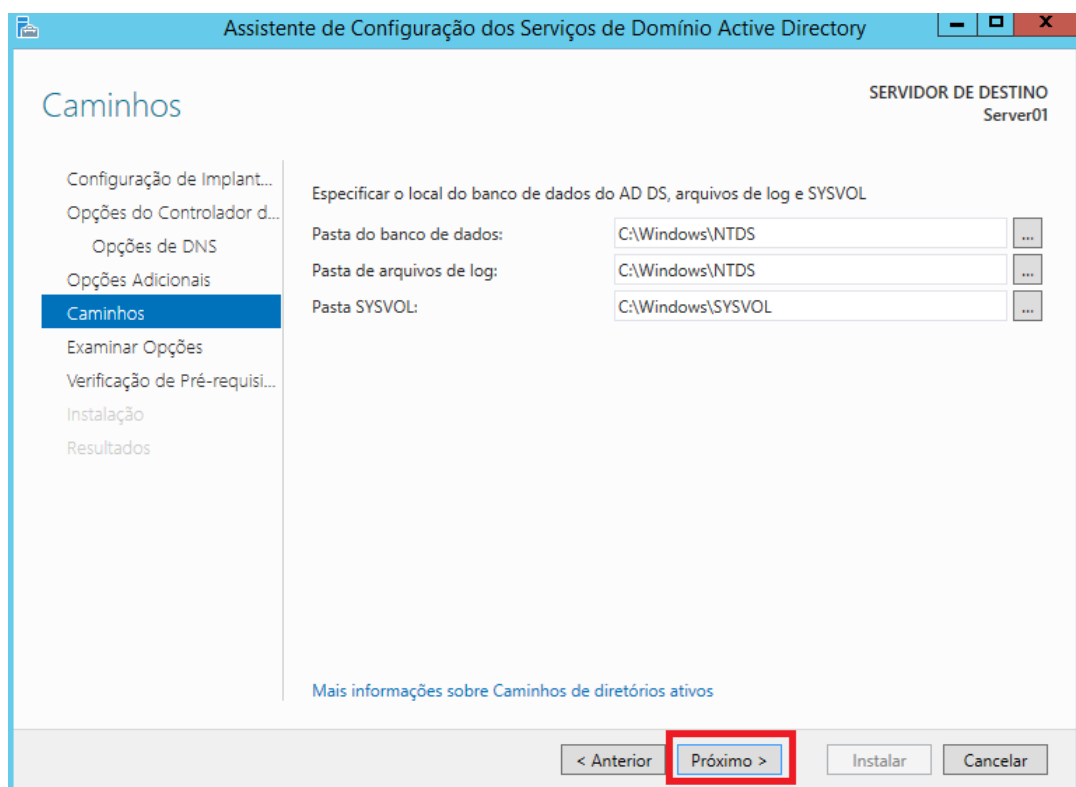 Assistente de Configuração dos Serviços de Domínio Active Directory
x
Caminhos
SERVIDOR DE DESTINO
Server01
Configuração de Implant...
Opções do Controlador d...
Opções de DNS
Opções Adicionais
Caminhos
Examinar Opções
Verificação de Pré-requisi...
Instalação
Resultados
Especificar o local do banco de dados do AD DS, arquivos de log e SYSVOL
Pasta do banco de dados: C:\Windows\NTDS ...
Pasta de arquivos de log: C:\Windows\NTDS ...
Pasta SYSVOL: C:\Windows\SYSVOL ...
Mais informações sobre Caminhos de diretórios ativos
< Anterior Próximo > Instalar Cancelar